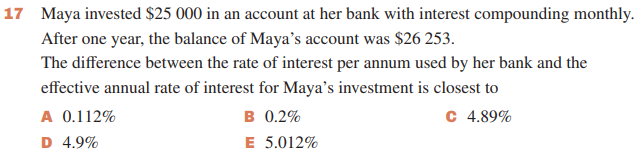 17 Maya invested $25 000 in an account at her bank with interest compounding monthly.
After one year, the balance of Maya's account was $26 253.
The difference between the rate of interest per annum used by her bank and the
effective annual rate of interest for Maya's investment is closest to
A 0.112% B 0.2% C 4.89%
D 4.9% E 5.012%